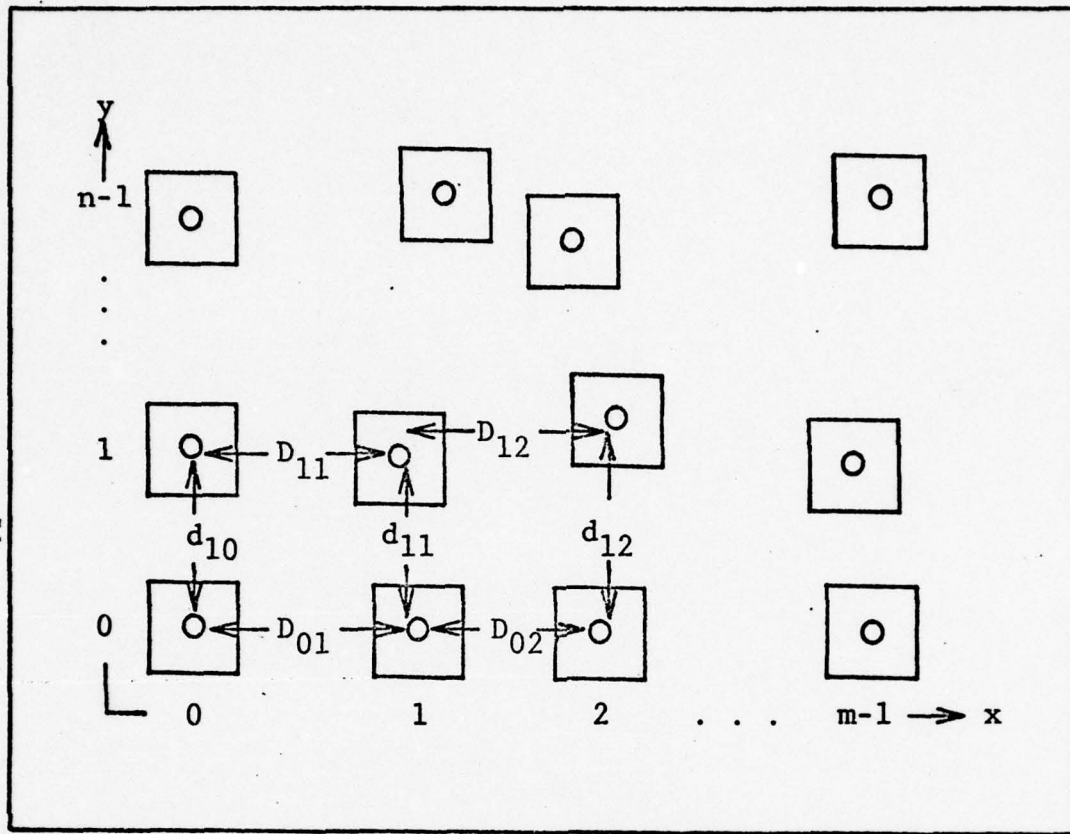 y
n-1
.
.
.
1 D₁₁ D₁₂
d₁₀ d₁₁ d₁₂
0 D₀₁ D₀₂
0 1 2 . . . m-1 x